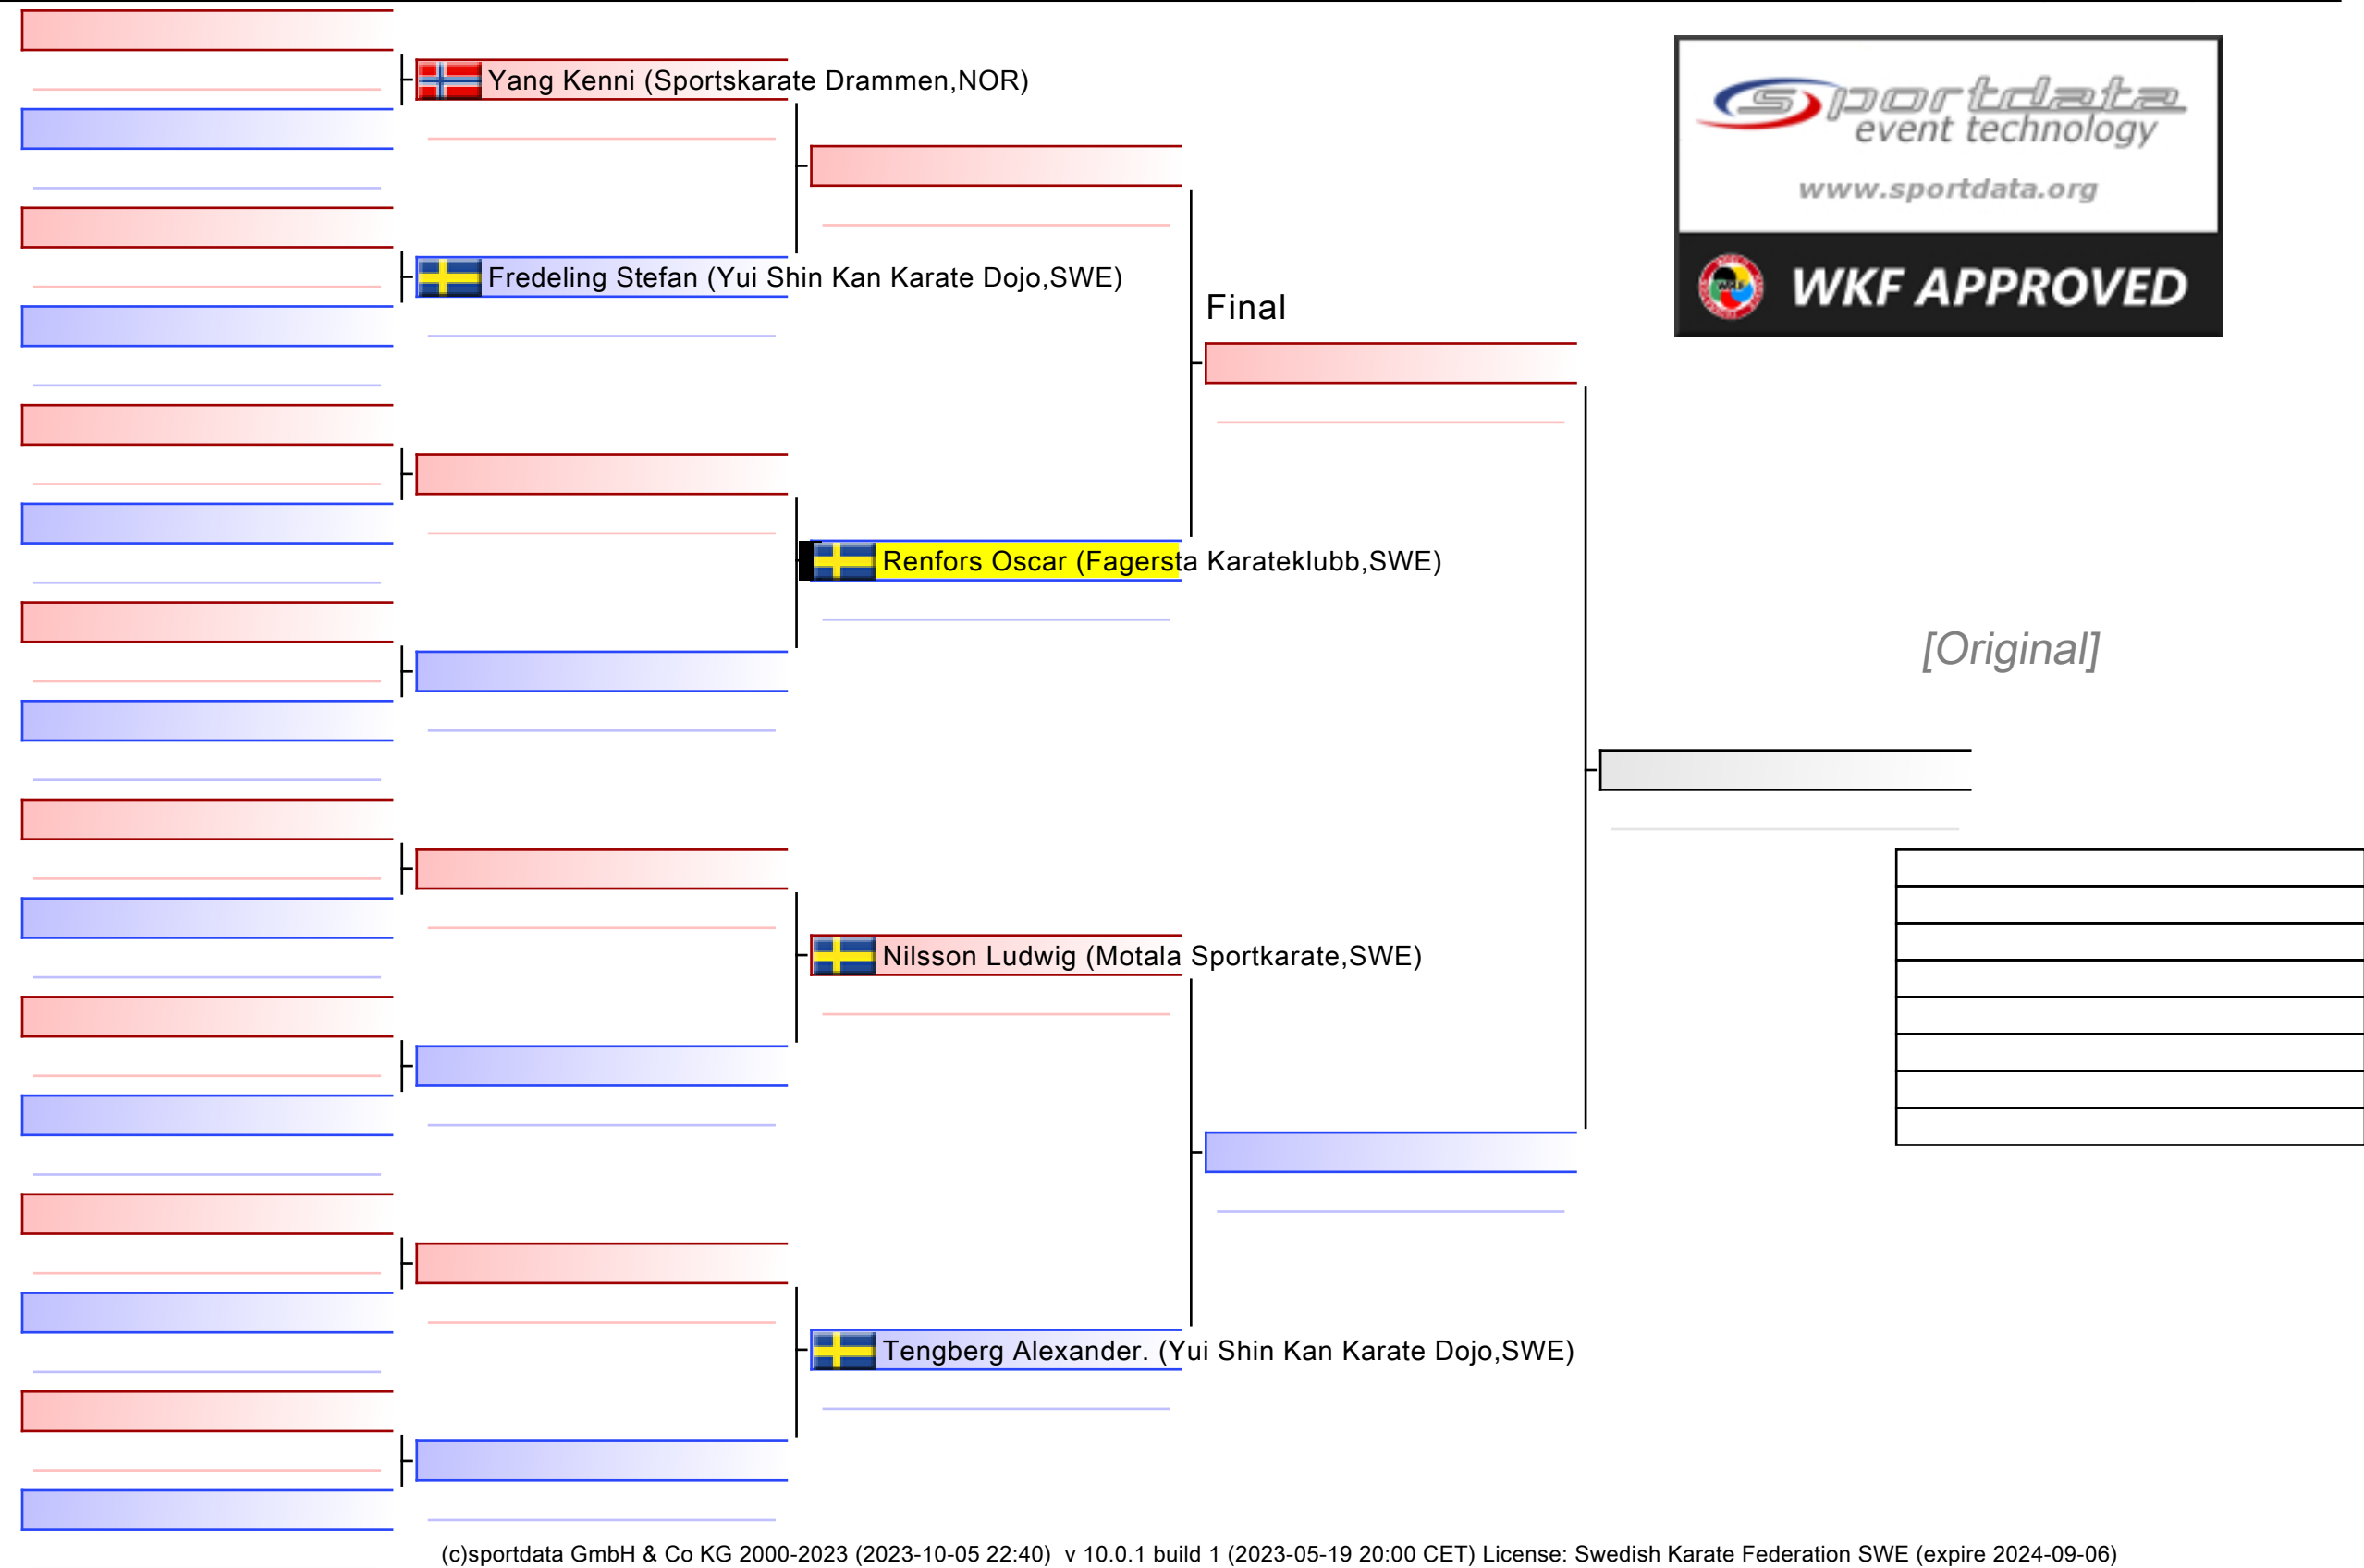 Yang Kenni (Sportskarate Drammen,NOR)
sportdata
event technology
www.sportdata.org
Fredeling Stefan (Yui Shin Kan Karate Dojo,SWE)
WKF
WKF APPROVED
Final
Renfors Oscar (Fagersta Karateklubb,SWE)
[Original]
Nilsson Ludwig (Motala Sportkarate,SWE)
Tengberg Alexander. (Yui Shin Kan Karate Dojo,SWE)
(c)sportdata GmbH & Co KG 2000-2023 (2023-10-05 22:40)  v 10.0.1 build 1 (2023-05-19 20:00 CET) License: Swedish Karate Federation SWE (expire 2024-09-06)